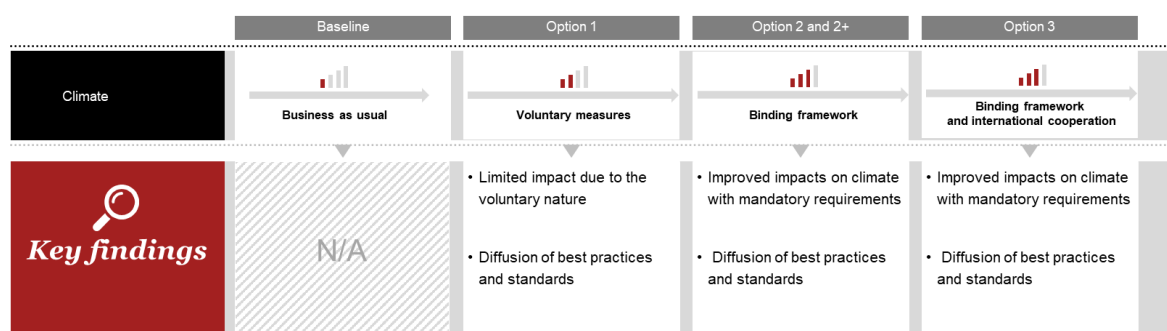 Baseline
Option 1
Option 2 and 2+
Option 3
Climate
Business as usual
Voluntary measures
Binding framework
Binding framework
and international cooperation
Key findings
N/A
• Limited impact due to the
voluntary nature
• Diffusion of best practices
and standards
• Improved impacts on climate
with mandatory requirements
• Diffusion of best practices
and standards
• Improved impacts on climate
with mandatory requirements
• Diffusion of best practices
and standards